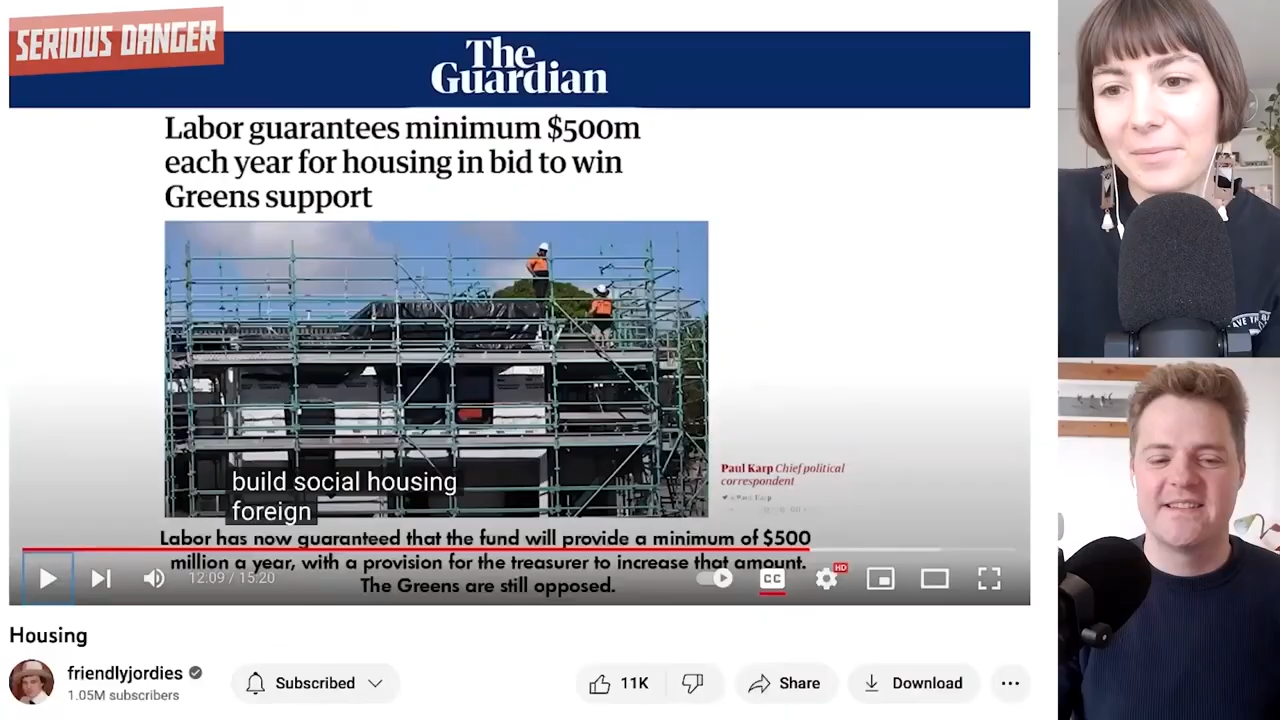 SERIOUS DANGER
The
Guardian
Labor guarantees minimum $500m
each year for housing in bid to win
Greens support
Paul Karp Chief political
correspondent
build social housing
foreign
Labor has now guaranteed that the fund will provide a minimum of $500
million a year, with a provision for the treasurer to increase that amount.
The Greens are still opposed.
12:09 / 15:20
CC
HD
Housing
friendlyjordies
1.05M subscribers
Subscribed
11K
Share
Download